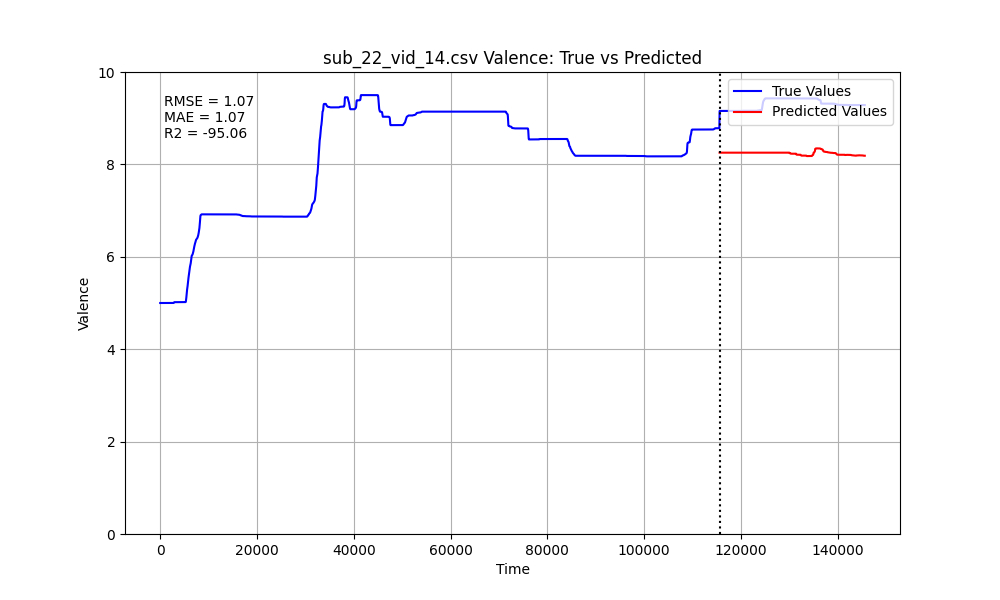 sub_22_vid_14.csv Valence: True vs Predicted
10
8
6
4
2
0
Valence
RMSE = 1.07
MAE = 1.07
R2 = -95.06
True Values
Predicted Values
0 20000 40000 60000 80000 100000 120000 140000
Time